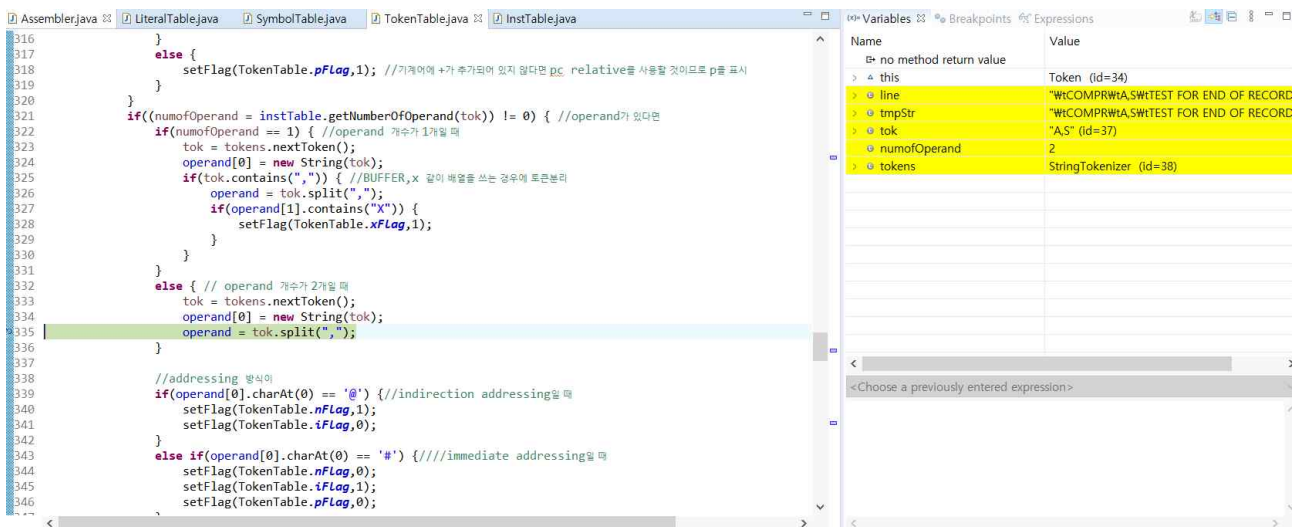 Assembler.java LiteralTable.java SymbolTable.java TokenTable.java InstTable.java
316 }
317 else {
318 setFlag(TokenTable.pFlag,1); //기계어에 +가 추가되어 있지 않다면 pc relative를 사용할 것이므로 p를 표시
319 }
320 }
321 if((numofOperand = instTable.getNumberOfOperand(tok)) != 0) { //operand가 있다면
322 if(numofOperand == 1) { //operand 개수가 1개일 때
323 tok = tokens.nextToken();
324 operand[0] = new String(tok);
325 if(tok.contains(",")) { //BUFFER,x 같이 배열을 쓰는 경우에 토큰분리
326 operand = tok.split(",");
327 if(operand[1].contains("X")) {
328 setFlag(TokenTable.xFlag,1);
329 }
330 }
331 }
332 else { // operand 개수가 2개일 때
333 tok = tokens.nextToken();
334 operand[0] = new String(tok);
335 operand = tok.split(",");
336 }
337
338 //addressing 방식이
339 if(operand[0].charAt(0) == '@') {//indirection addressing일 때
340 setFlag(TokenTable.nFlag,1);
341 setFlag(TokenTable.iFlag,0);
342 }
343 else if(operand[0].charAt(0) == '#') {////immediate addressing일 때
344 setFlag(TokenTable.nFlag,0);
345 setFlag(TokenTable.iFlag,1);
346 setFlag(TokenTable.pFlag,0);
(x)= Variables Breakpoints Expressions
Name Value
no method return value
this Token (id=34)
line "₩tCOMPR₩tA,S₩tTEST FOR END OF RECORD
tmpStr "₩tCOMPR₩tA,S₩tTEST FOR END OF RECORD
tok "A,S" (id=37)
numofOperand 2
tokens StringTokenizer (id=38)
<Choose a previously entered expression>